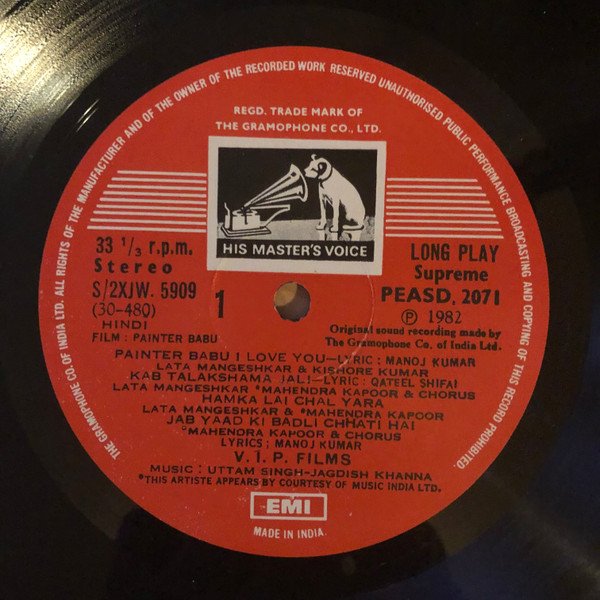 THE GRAMOPHONE CO. OF INDIA LTD. ALL RIGHTS OF THE MANUFACTURER AND OF THE OWNER OF THE RECORDED WORK RESERVED UNAUTHORISED PUBLIC PERFORMANCE BROADCASTING AND COPYING OF THIS RECORD PROHIBITED
REGD. TRADE MARK OF
THE GRAMOPHONE CO., LTD.
HIS MASTER'S VOICE
33 1/3 r.p.m.
Stereo
S/2XJW. 5909
(30-480)
HINDI
FILM : PAINTER BABU
1
LONG PLAY
Supreme
PEASD. 2071
Ⓟ 1982
Original sound recording made by
The Gramophone Co. of India Ltd.
PAINTER BABU I LOVE YOU—LYRIC : MANOJ KUMAR
LATA MANGESHKAR & KISHORE KUMAR
KAB TALAKSHAMA JALI—LYRIC : QATEEL SHIFAI
LATA MANGESHKAR *MAHENDRA KAPOOR & CHORUS
HAMKA LAI CHAL YARA
LATA MANGESHKAR & *MAHENDRA KAPOOR
JAB YAAD KI BADLI CHHATI HAI
*MAHENDRA KAPOOR & CHORUS
LYRICS ; MANOJ KUMAR
V.I.P. FILMS
MUSIC : UTTAM SINGH-JAGDISH KHANNA
*THIS ARTISTE APPEARS BY COURTESY OF MUSIC INDIA LTD.
EMI
MADE IN INDIA.